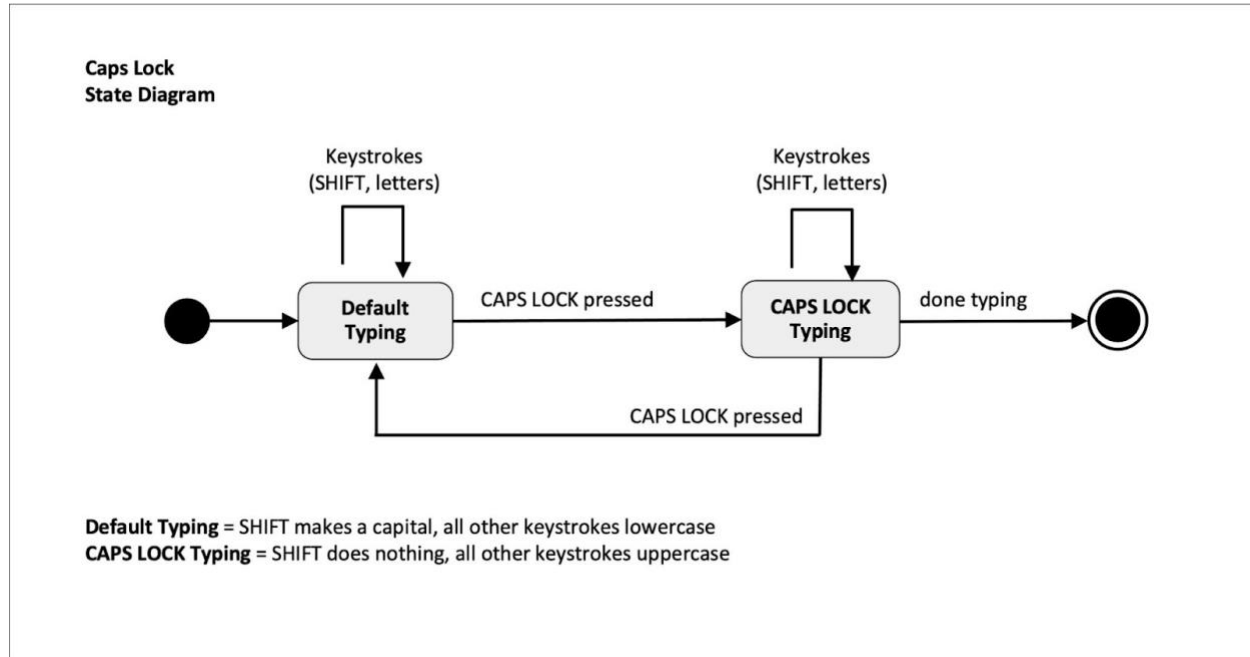 Caps Lock
State Diagram
Keystrokes
(SHIFT, letters)
Keystrokes
(SHIFT, letters)
Default
Typing
CAPS LOCK pressed
CAPS LOCK
Typing
done typing
CAPS LOCK pressed
Default Typing = SHIFT makes a capital, all other keystrokes lowercase
CAPS LOCK Typing = SHIFT does nothing, all other keystrokes uppercase